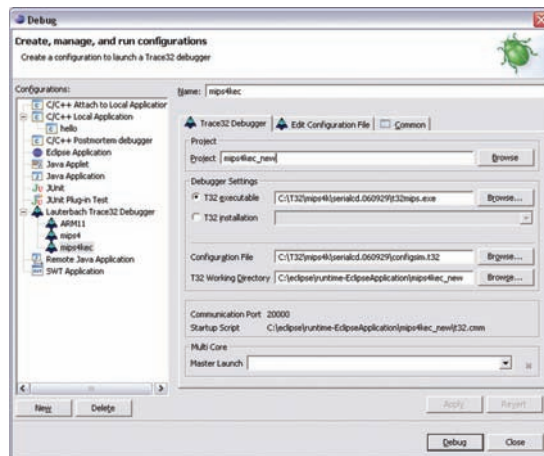 Debug
Create, manage, and run configurations
Create a configuration to launch a Trace32 debugger
Configurations:
C/C++ Attach to Local Application
C/C++ Local Application
hello
C/C++ Postmortem debugger
Eclipse Application
Java Applet
Java Application
JUnit
JUnit Plug-in Test
Lauterbach Trace32 Debugger
ARM11
mips4
mips4kec
Remote Java Application
SWT Application
New
Delete
Name: mips4kec
Trace32 Debugger
Edit Configuration File
Common
Project
Project mips4kec_new
Browse
Debugger Settings
T32 executable C:\T32\mips4k\serialcd.060929\t32mips.exe Browse...
T32 installation
Configuration File C:\T32\mips4k\serialcd.060929\configsim.t32 Browse...
T32 Working Directory C:\eclipse\runtime-EclipseApplication\mips4kec_new Browse...
Communication Port 20000
Startup Script C:\eclipse\runtime-EclipseApplication\mips4kec_new\t32.cmm
Multi Core
Master Launch
Apply
Revert
Debug
Close